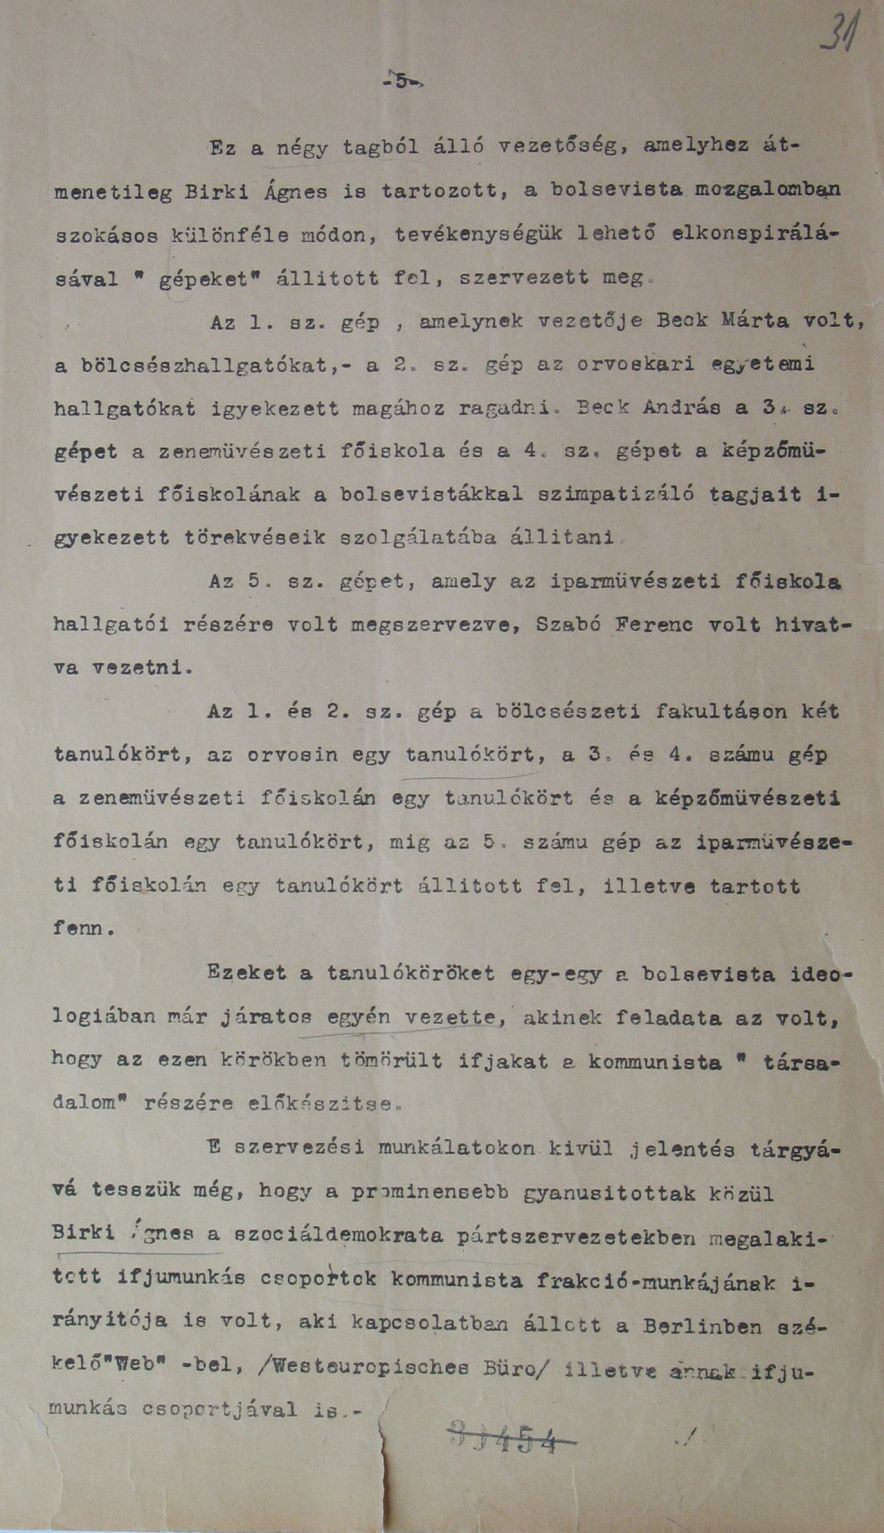 31
-5-
Ez a négy tagból álló vezetőség, amelyhez át-
menetileg Birki Ágnes is tartozott, a bolsevista mozgalomban
szokásos különféle módon, tevékenységük lehető elkonspirálá-
sával " gépeket" állitott fel, szervezett meg.
Az 1. sz. gép , amelynek vezetője Beck Márta volt,
a bölcsészhallgatókat,- a 2. sz. gép az orvoskari egyetemi
hallgatókat igyekezett magához ragadni. Beck András a 3. sz.
gépet a zenemüvészeti főiskola és a 4. sz. gépet a képzőmü-
vészeti főiskolának a bolsevistákkal szimpatizáló tagjait i-
gyekezett törekvéseik szolgálatába állitani
Az 5. sz. gépet, amely az iparmüvészeti főiskola
hallgatói részére volt megszervezve, Szabó Ferenc volt hivat-
va vezetni.
Az 1. és 2. sz. gép a bölcsészeti fakultáson két
tanulókört, az orvosin egy tanulókört, a 3. és 4. számu gép
a zenemüvészeti főiskolán egy tanulókört és a képzőmüvészeti
főiskolán egy tanulókört, mig az 5. számu gép az iparmüvésze-
ti főiskolán egy tanulókört állitott fel, illetve tartott
fenn.
Ezeket a tanulóköröket egy-egy a bolsevista ideo-
logiában már járatos egyén vezette, akinek feladata az volt,
hogy az ezen körökben tömörült ifjakat a kommunista " társa-
dalom" részére előkészitse.
E szervezési munkálatokon kivül jelentés tárgyá-
vá tesszük még, hogy a prominensebb gyanusitottak közül
Birki Ágnes a szociáldemokrata pártszervezetekben megalaki-
tott ifjumunkás csoportok kommunista frakció-munkájának i-
rányitója is volt, aki kapcsolatban állott a Berlinben szé-
kelő"Web" -bel, /Westeuropisches Büro/ illetve annak ifju-
munkás csoportjával is.-